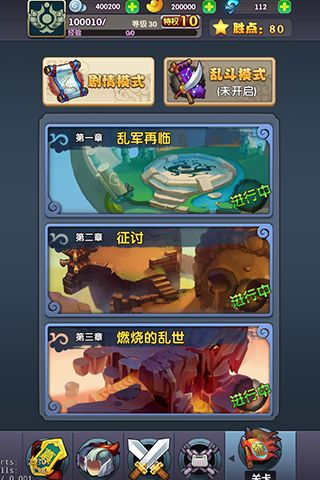 400200 200000 112
100010/ 等级30 特权10
经验 胜点: 80
剧情模式
乱斗模式
(未开启)
第一章 乱军再临
进行中
第二章 征讨
进行中
第三章 燃烧的乱世
进行中
关卡
0.001